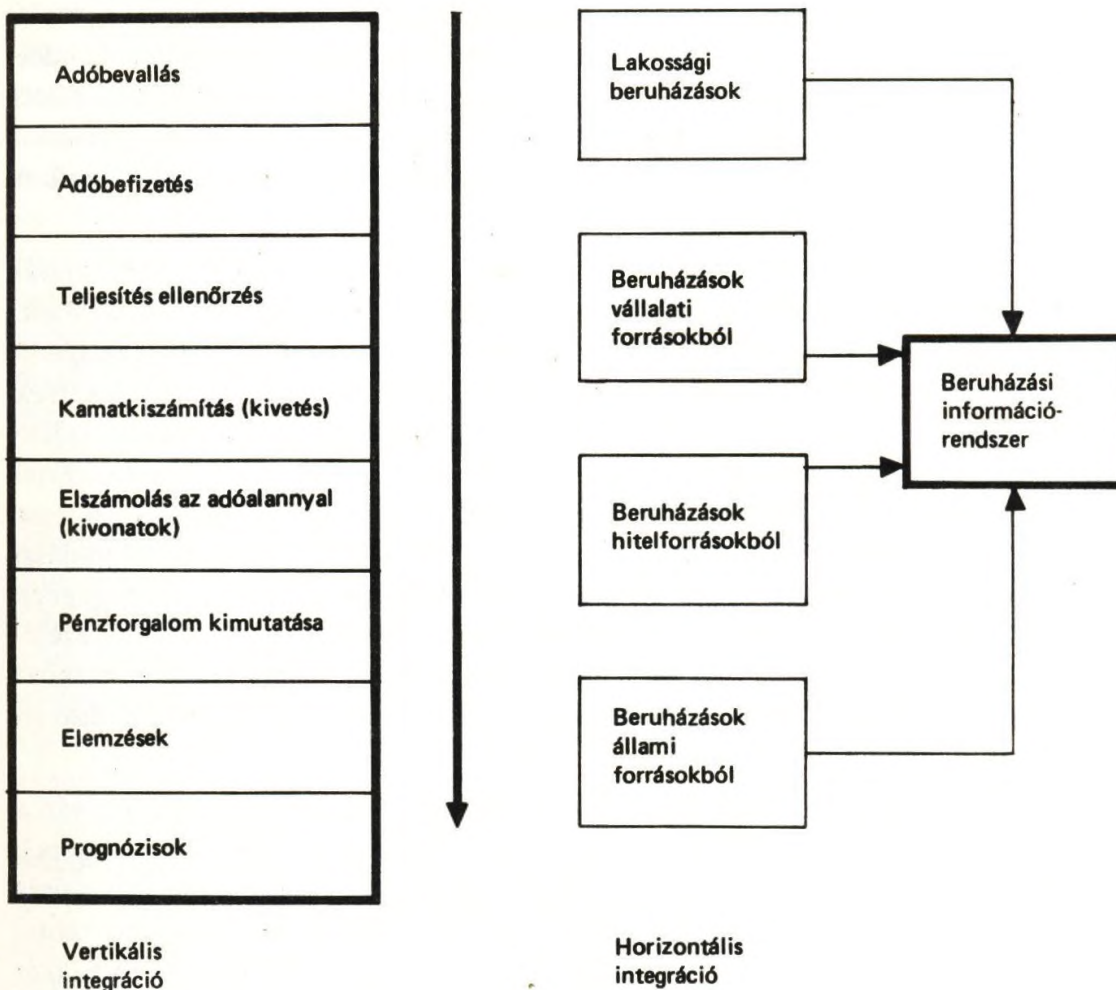 Adóbevallás
Adóbefizetés
Teljesítés ellenőrzés
Kamatkiszámítás (kivetés)
Elszámolás az adóalannyal
(kivonatok)
Pénzforgalom kimutatása
Elemzések
Prognózisok
Vertikális
integráció
Lakossági
beruházások
Beruházások
vállalati
forrásokból
Beruházások
hitelforrásokból
Beruházások
állami
forrásokból
Beruházási
információ-
rendszer
Horizontális
integráció